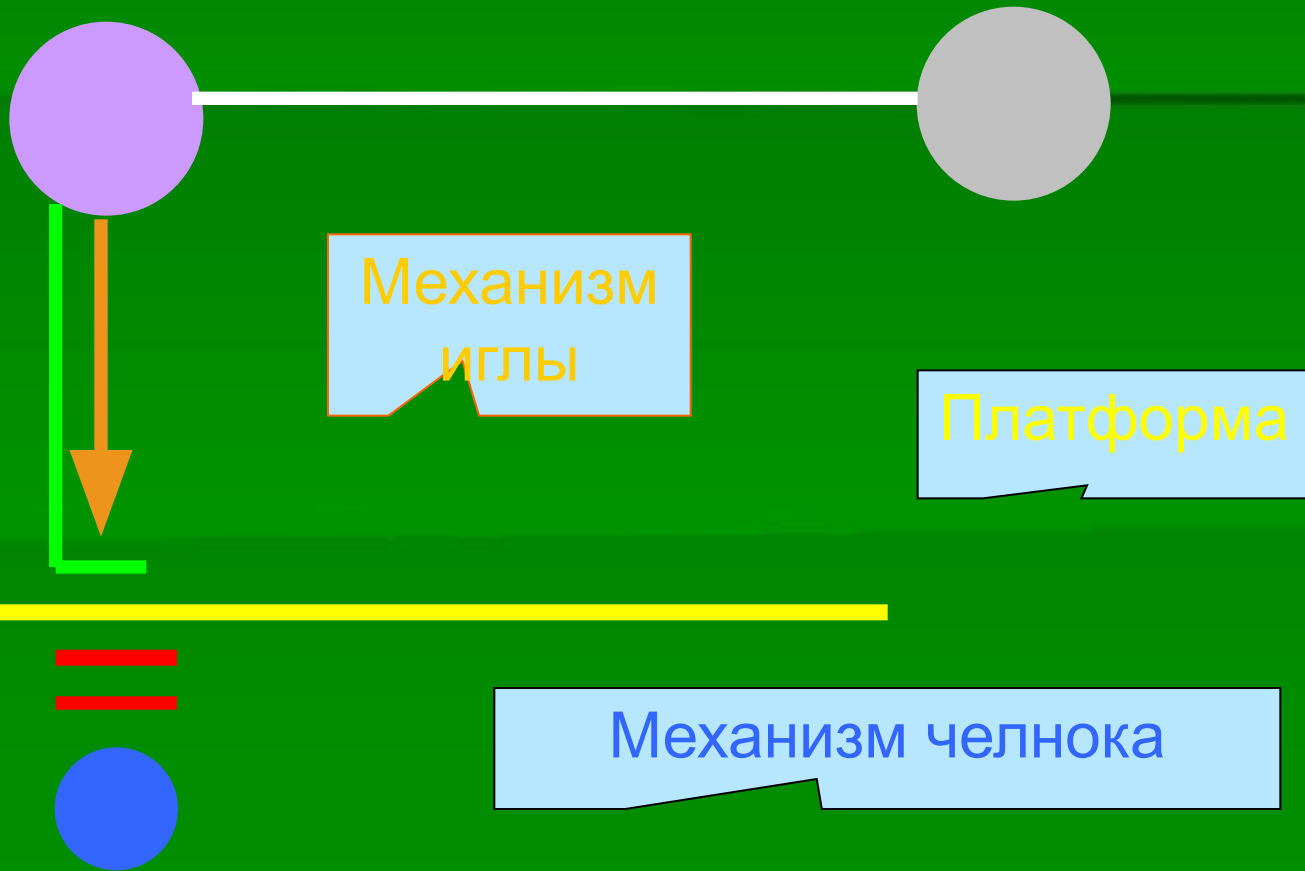 Механизм
иглы
Платформа
Механизм челнока